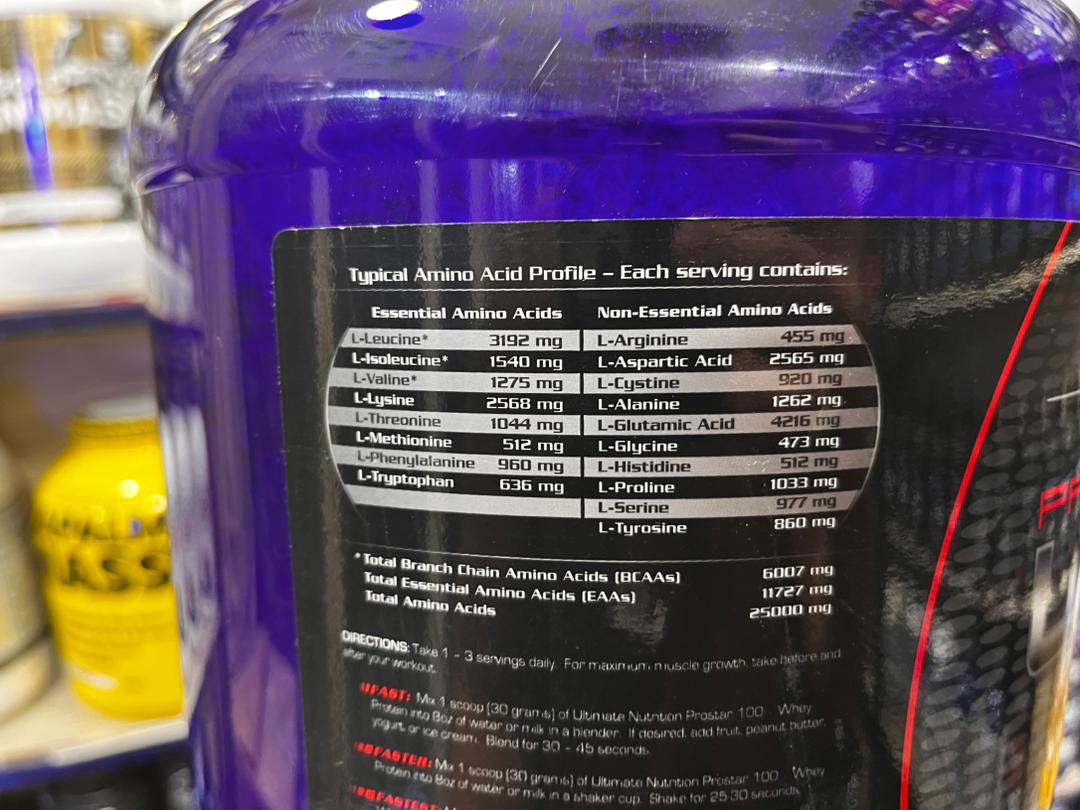 Typical Amino Acid Profile – Each serving contains:
Essential Amino Acids Non-Essential Amino Acids
L-Leucine* 3192 mg L-Arginine 455 mg
L-Isoleucine* 1540 mg L-Aspartic Acid 2565 mg
L-Valine* 1275 mg L-Cystine 920 mg
L-Lysine 2568 mg L-Alanine 1262 mg
L-Threonine 1044 mg L-Glutamic Acid 4216 mg
L-Methionine 512 mg L-Glycine 473 mg
L-Phenylalanine 960 mg L-Histidine 512 mg
L-Tryptophan 636 mg L-Proline 1033 mg
L-Serine 977 mg
L-Tyrosine 860 mg
*Total Branch Chain Amino Acids (BCAAs) 6007 mg
Total Essential Amino Acids (EAAs) 11727 mg
Total Amino Acids 25000 mg
DIRECTIONS: Take 1 - 3 servings daily. For maximum muscle growth, take before and
after your workout.
FAST: Mix 1 scoop (30 grams) of Ultimate Nutrition Prostar 100 Whey
Protein into 8oz of water or milk in a blender. If desired, add fruit, peanut butter,
yogurt, or ice cream. Blend for 30 - 45 seconds.
FASTER: Mix 1 scoop (30 grams) of Ultimate Nutrition Prostar 100 Whey
Protein into 8oz of water or milk in a shaker cup. Shake for 25-30 seconds
FASTEST:
PR
MASS